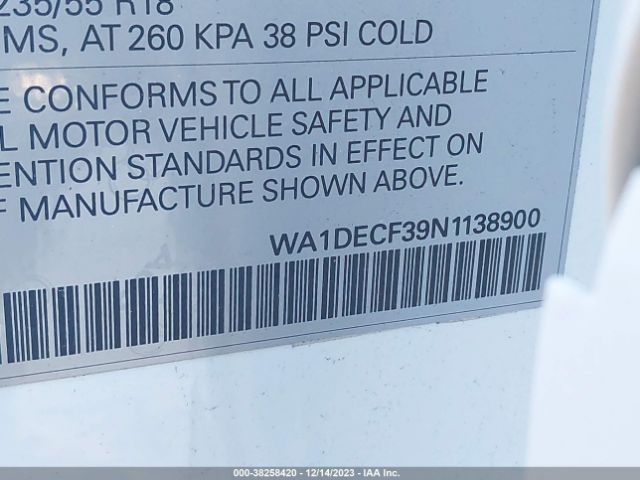 235/55 R18
MS, AT 260 KPA 38 PSI COLD
E CONFORMS TO ALL APPLICABLE
L MOTOR VEHICLE SAFETY AND
ENTION STANDARDS IN EFFECT ON
F MANUFACTURE SHOWN ABOVE.
WA1DECF39N1138900
000-38258420 - 12/14/2023 - IAA Inc.